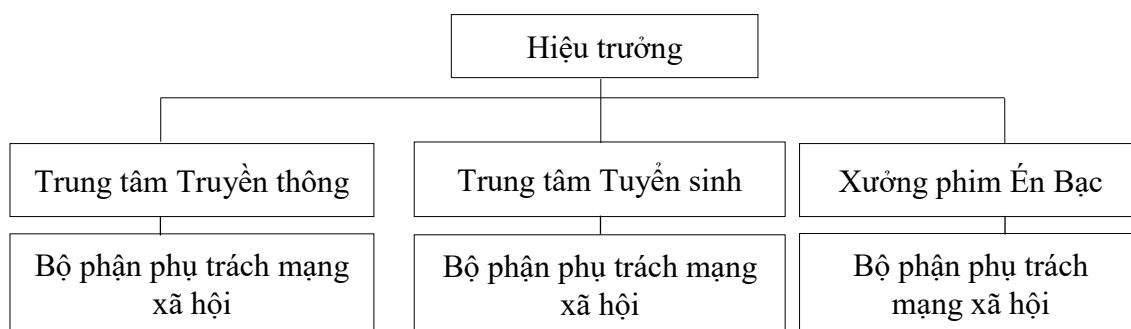 Hiệu trưởng
Trung tâm Truyền thông
Trung tâm Tuyển sinh
Xưởng phim Én Bạc
Bộ phận phụ trách mạng
xã hội
Bộ phận phụ trách mạng
xã hội
Bộ phận phụ trách
mạng xã hội